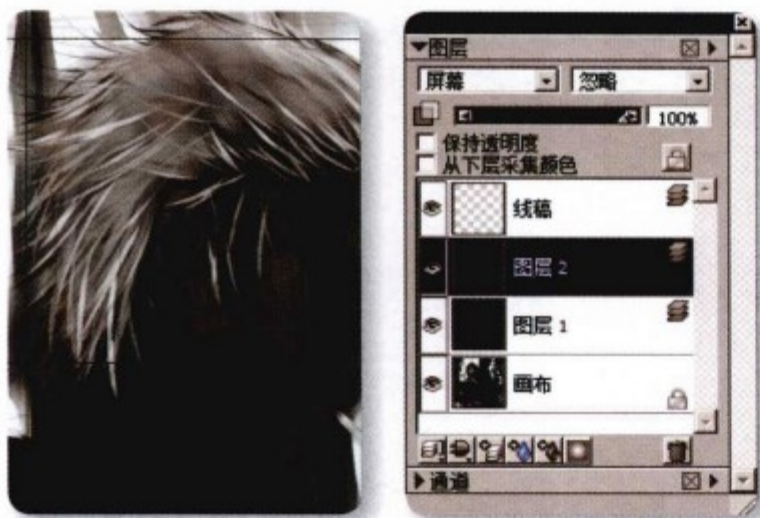 图层
屏幕 忽略
100%
保持透明度
从下层采集颜色
线稿
图层 2
图层 1
画布
通道